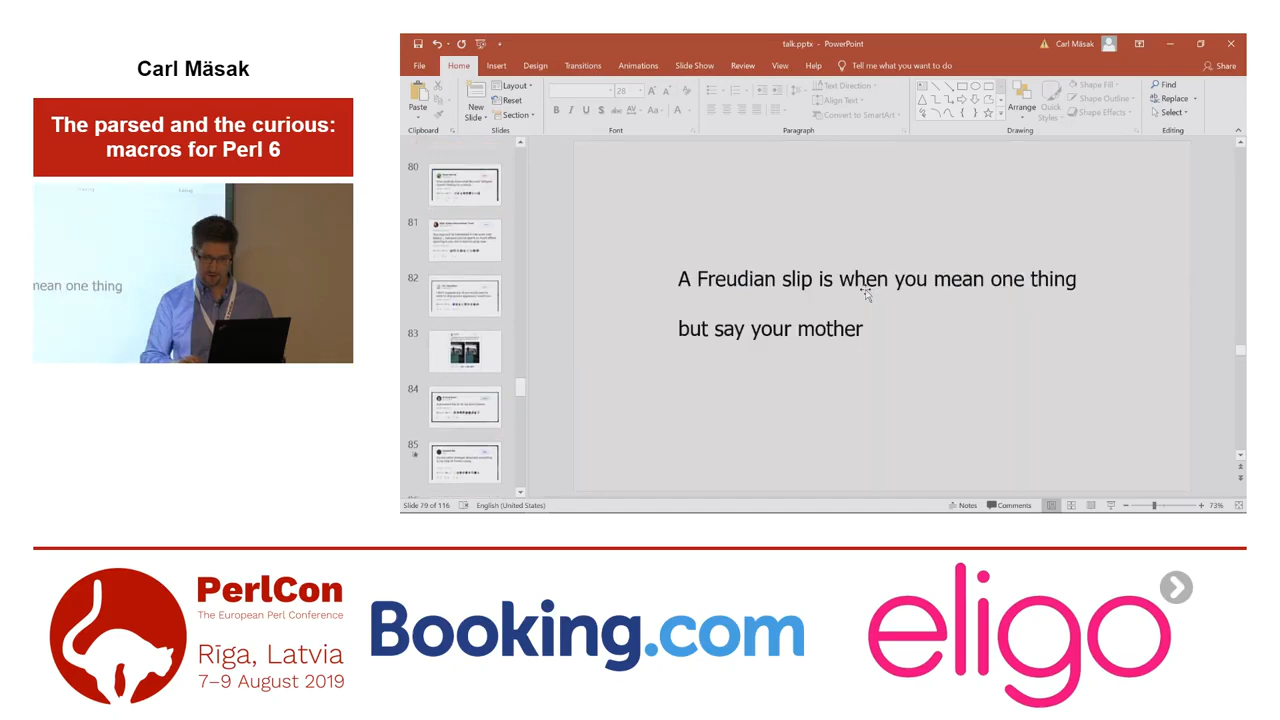 Carl Mäsak
The parsed and the curious:
macros for Perl 6
mean one thing
talk.pptx - PowerPoint
Carl Mäsak
File Home Insert Design Transitions Animations Slide Show Review View Help Tell me what you want to do Share
Paste
Clipboard
New
Slide
Layout
Reset
Section
Slides
28
B I U S abc AV Aa A
Font
Text Direction
Align Text
Convert to SmartArt
Paragraph
Arrange
Quick
Styles
Shape Fill
Shape Outline
Shape Effects
Drawing
Find
Replace
Select
Editing
80
81
82
83
84
85
A Freudian slip is when you mean one thing
but say your mother
Slide 79 of 116 English (United States) Notes Comments 73%
PerlCon
The European Perl Conference
Rīga, Latvia
7–9 August 2019
Booking.com
eligo